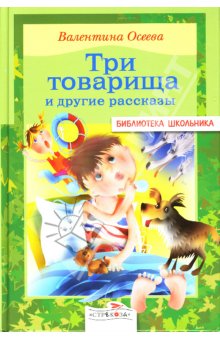 Валентина Осеева
Три
товарища
и другие рассказы
БИБЛИОТЕКА ШКОЛЬНИКА
СТРЕКОЗА